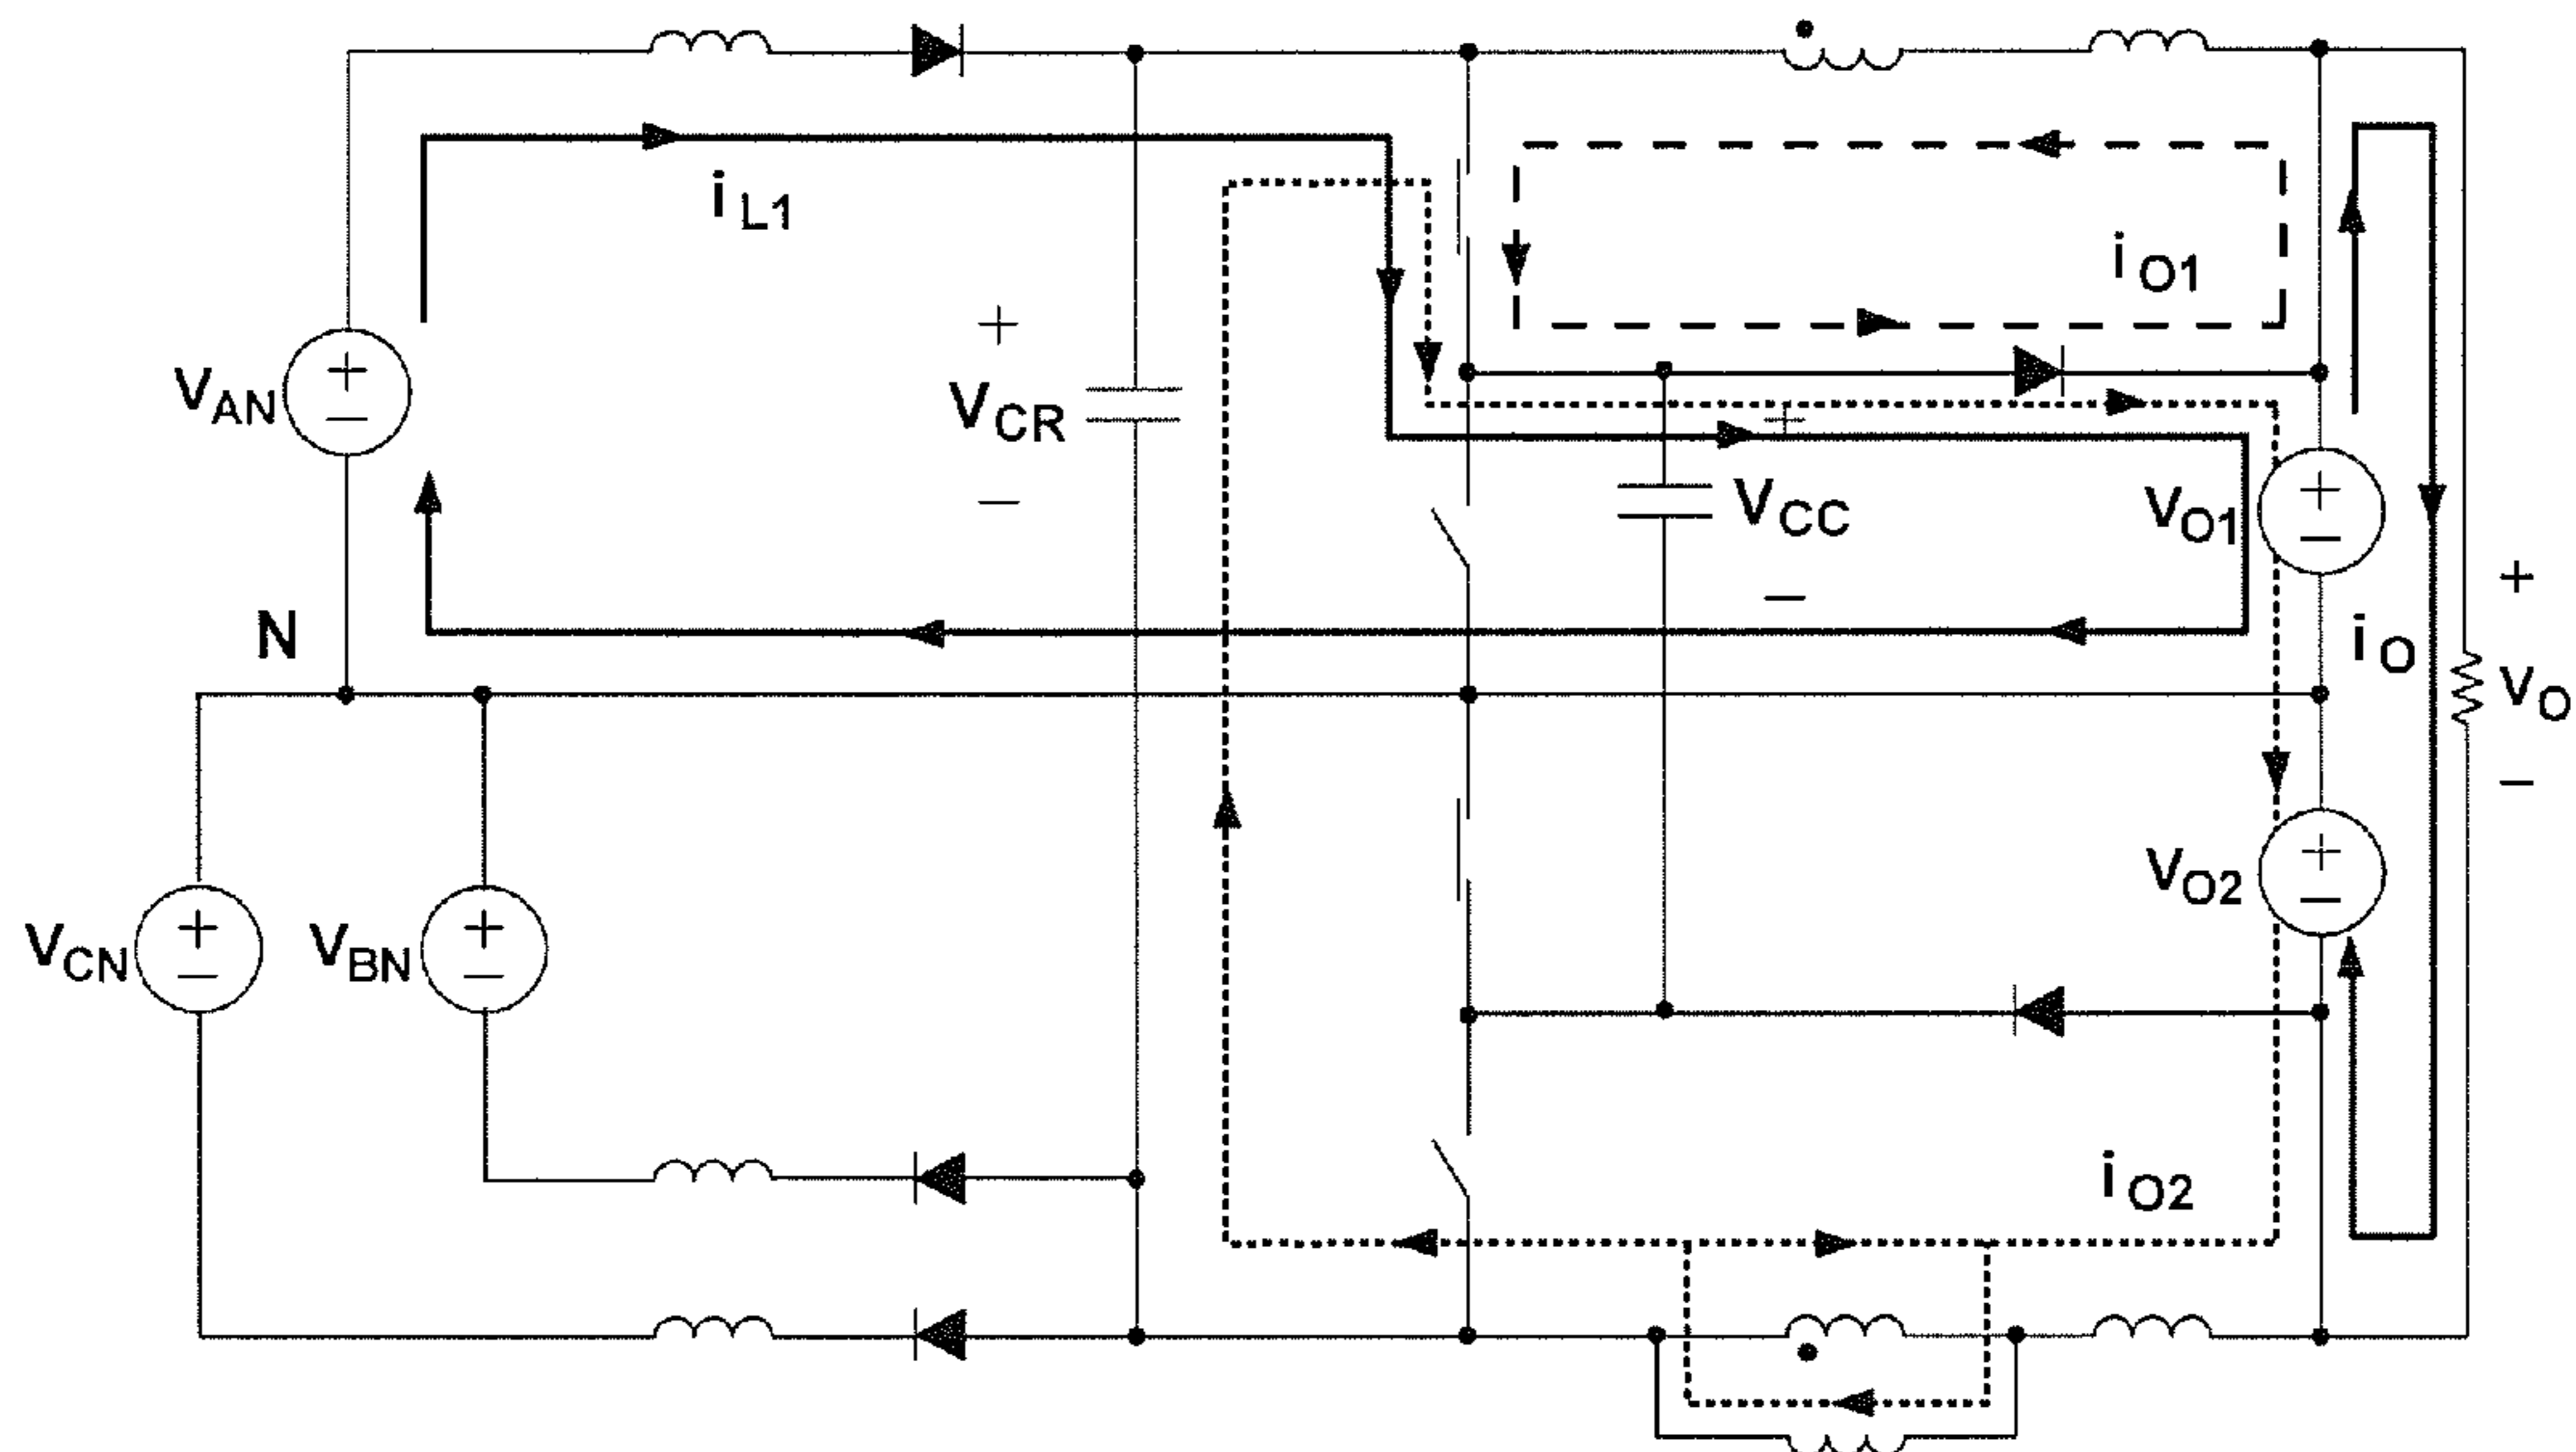 i L1
i O1
+
V CR
−
V AN
+
−
+
V CC
−
V O1
+
−
N
+
i O
V O
−
V CN
+
−
V BN
+
−
V O2
+
−
i O2